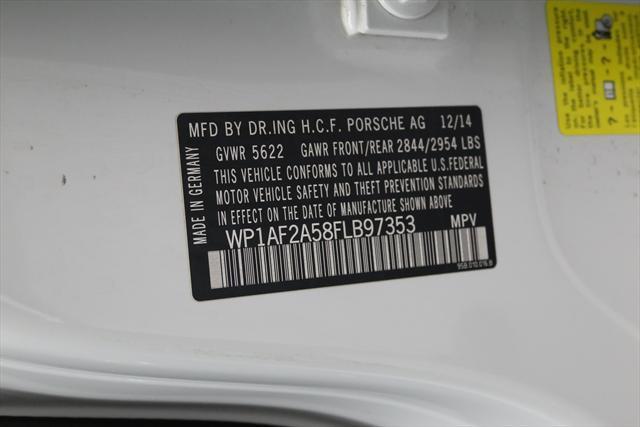 MADE IN GERMANY
MFD BY DR.ING H.C.F. PORSCHE AG 12/14
GVWR 5622 GAWR FRONT/REAR 2844/2954 LBS
THIS VEHICLE CONFORMS TO ALL APPLICABLE U.S.FEDERAL
MOTOR VEHICLE SAFETY AND THEFT PREVENTION STANDARDS
IN EFFECT ON THE DATE OF MANUFACTURE SHOWN ABOVE
WP1AF2A58FLB97353 MPV